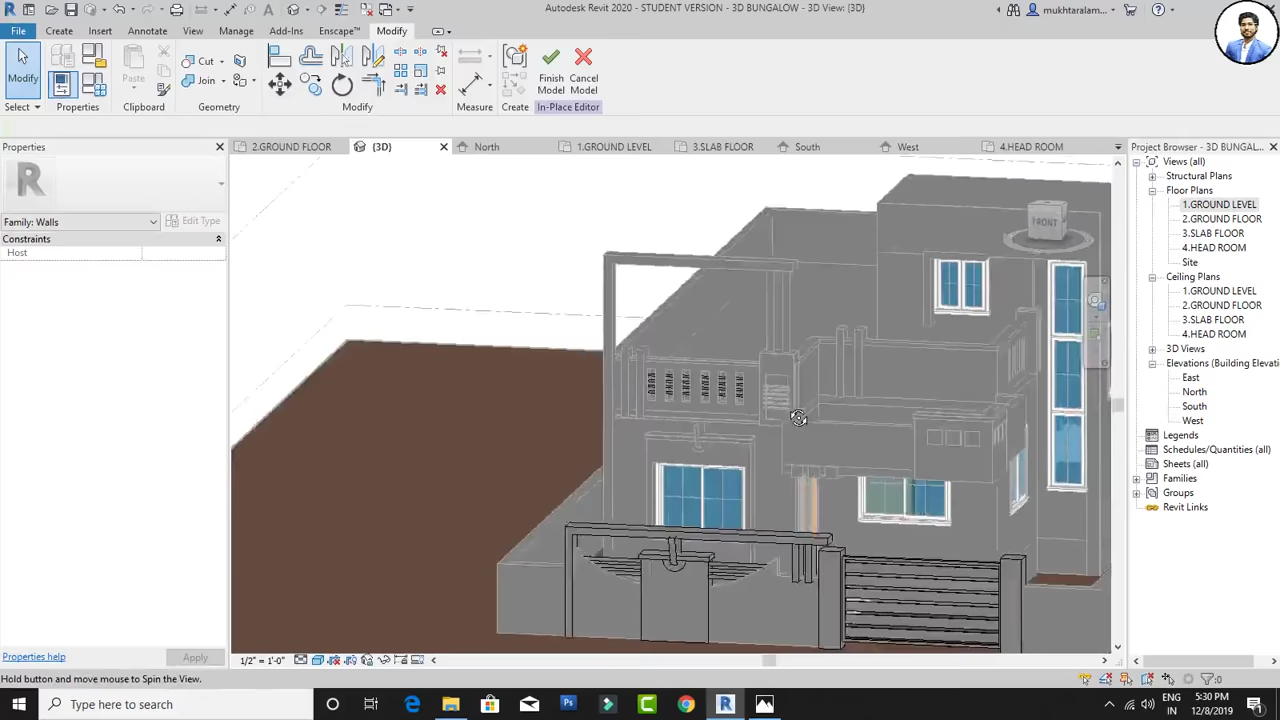 Autodesk Revit 2020 - STUDENT VERSION - 3D BUNGALOW - 3D View: {3D}
mukhtaralam...
File Create Insert Annotate View Manage Add-Ins Enscape™ Modify
Modify
Paste
Cut
Join
Finish Model
Cancel Model
Select Properties Clipboard Geometry Modify Measure Create In-Place Editor
Properties
2.GROUND FLOOR {3D} North 1.GROUND LEVEL 3.SLAB FLOOR South West 4.HEAD ROOM
Project Browser - 3D BUNGAL...
Family: Walls
Edit Type
Constraints
Host
Views (all)
Structural Plans
Floor Plans
1.GROUND LEVEL
2.GROUND FLOOR
3.SLAB FLOOR
4.HEAD ROOM
Site
Ceiling Plans
1.GROUND LEVEL
2.GROUND FLOOR
3.SLAB FLOOR
4.HEAD ROOM
3D Views
Elevations (Building Elevati
East
North
South
West
Legends
Schedules/Quantities (all)
Sheets (all)
Families
Groups
Revit Links
FRONT
Properties help
Apply
1/2" = 1'-0"
Hold button and move mouse to Spin the View.
:0
Type here to search
ENG
IN
5:30 PM
12/8/2019